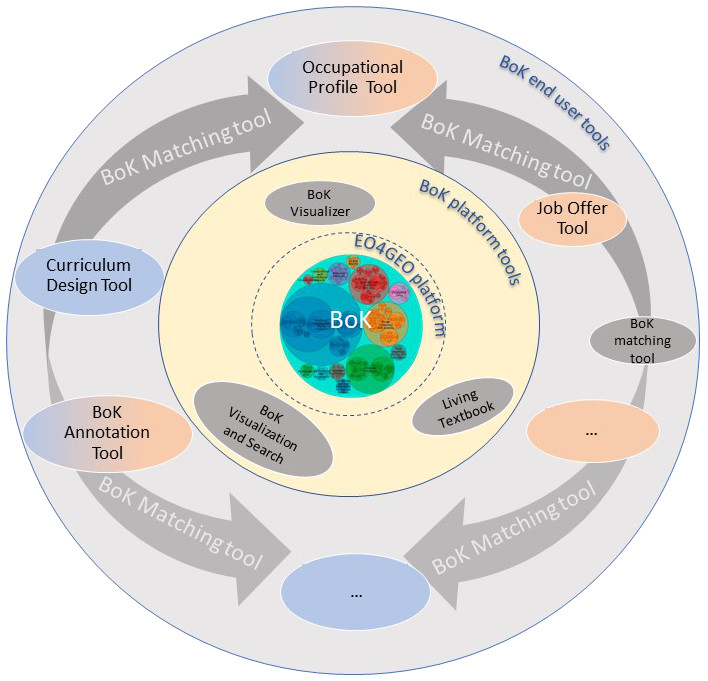 Occupational
Profile Tool
BoK end user tools
BoK Matching tool
BoK Matching tool
BoK platform tools
BoK
Visualizer
Job Offer
Tool
EO4GEO platform
Curriculum
Design Tool
BoK
BoK
matching
tool
BoK
Annotation
Tool
BoK
Visualization
and Search
Living
Textbook
...
BoK Matching tool
BoK Matching tool
...